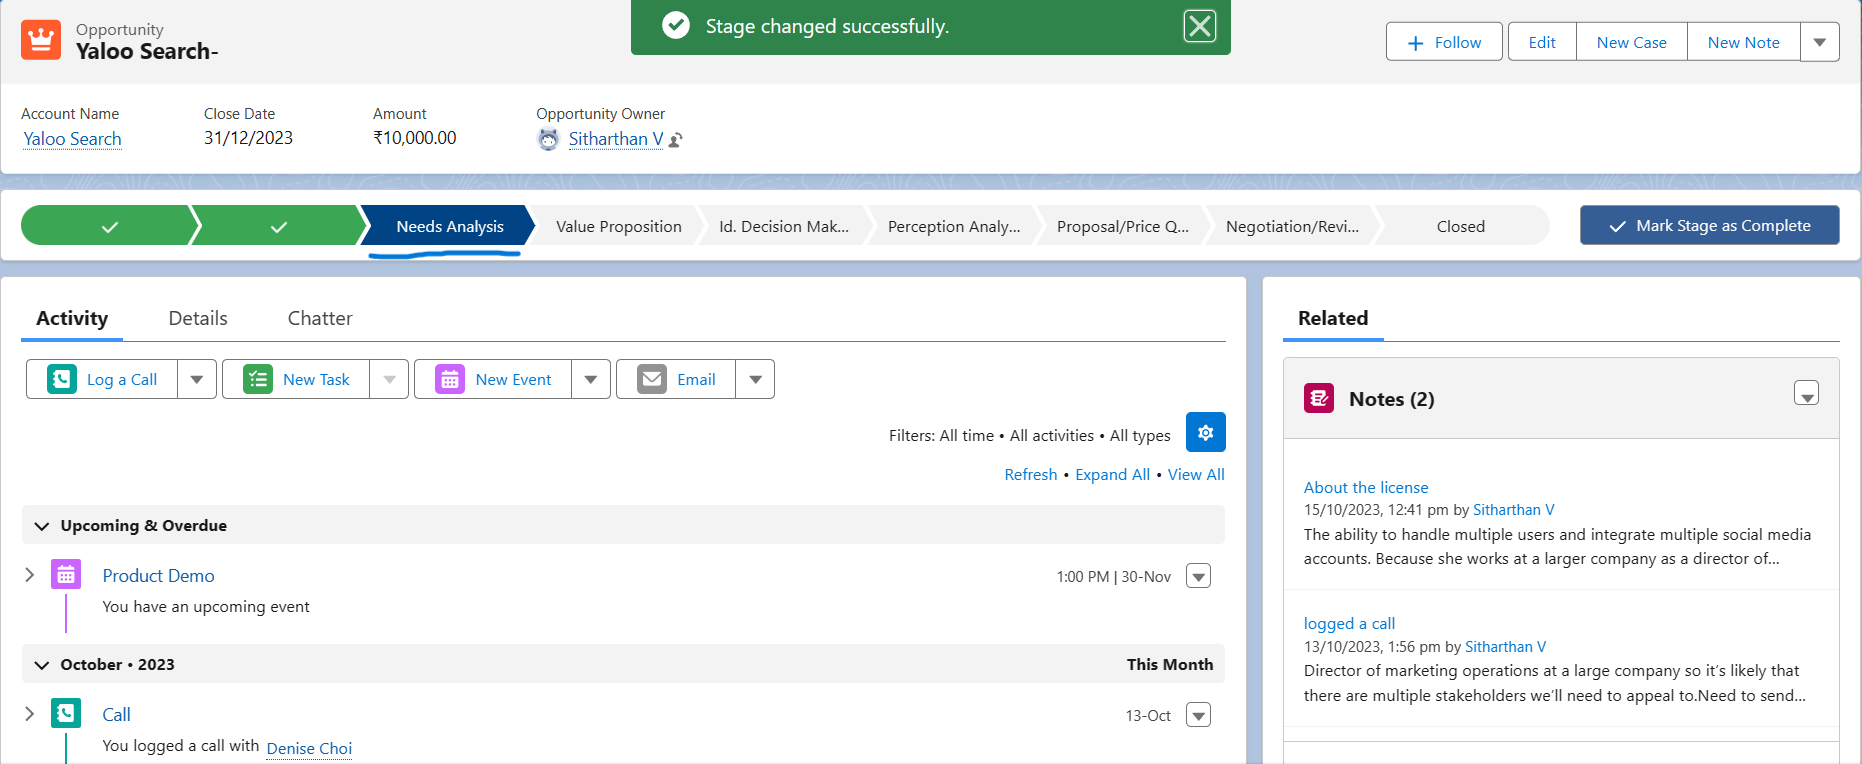 Opportunity
Yaloo Search-
Stage changed successfully.
Follow
Edit
New Case
New Note
Account Name
Close Date
Amount
Opportunity Owner
Yaloo Search
31/12/2023
₹10,000.00
Sitharthan V
Needs Analysis
Value Proposition
Id. Decision Mak...
Perception Analy...
Proposal/Price Q...
Negotiation/Revi...
Closed
Mark Stage as Complete
Activity
Details
Chatter
Log a Call
New Task
New Event
Email
Filters: All time • All activities • All types
Refresh • Expand All • View All
Upcoming & Overdue
Product Demo
1:00 PM | 30-Nov
You have an upcoming event
October • 2023
This Month
Call
13-Oct
You logged a call with Denise Choi
Related
Notes (2)
About the license
15/10/2023, 12:41 pm by Sitharthan V
The ability to handle multiple users and integrate multiple social media
accounts. Because she works at a larger company as a director of...
logged a call
13/10/2023, 1:56 pm by Sitharthan V
Director of marketing operations at a large company so it’s likely that
there are multiple stakeholders we’ll need to appeal to.Need to send...